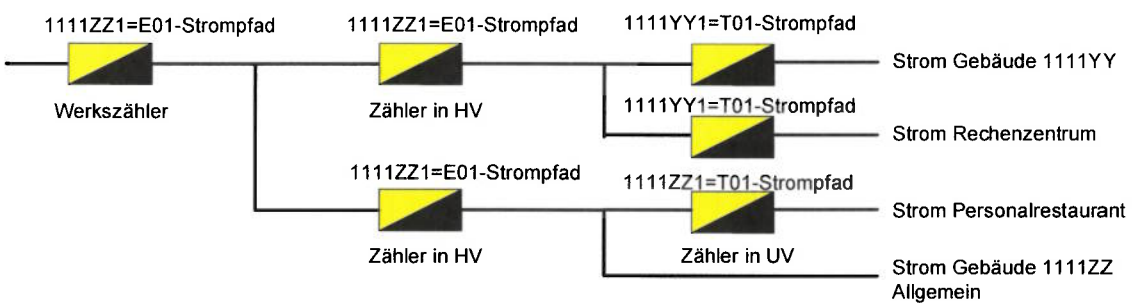 1111ZZ1=E01-Strompfad
1111ZZ1=E01-Strompfad
1111YY1=T01-Strompfad
Strom Gebäude 1111YY
Werkszähler
Zähler in HV
1111YY1=T01-Strompfad
Strom Rechenzentrum
1111ZZ1=E01-Strompfad
1111ZZ1=T01-Strompfad
Strom Personalrestaurant
Zähler in HV
Zähler in UV
Strom Gebäude 1111ZZ
Allgemein